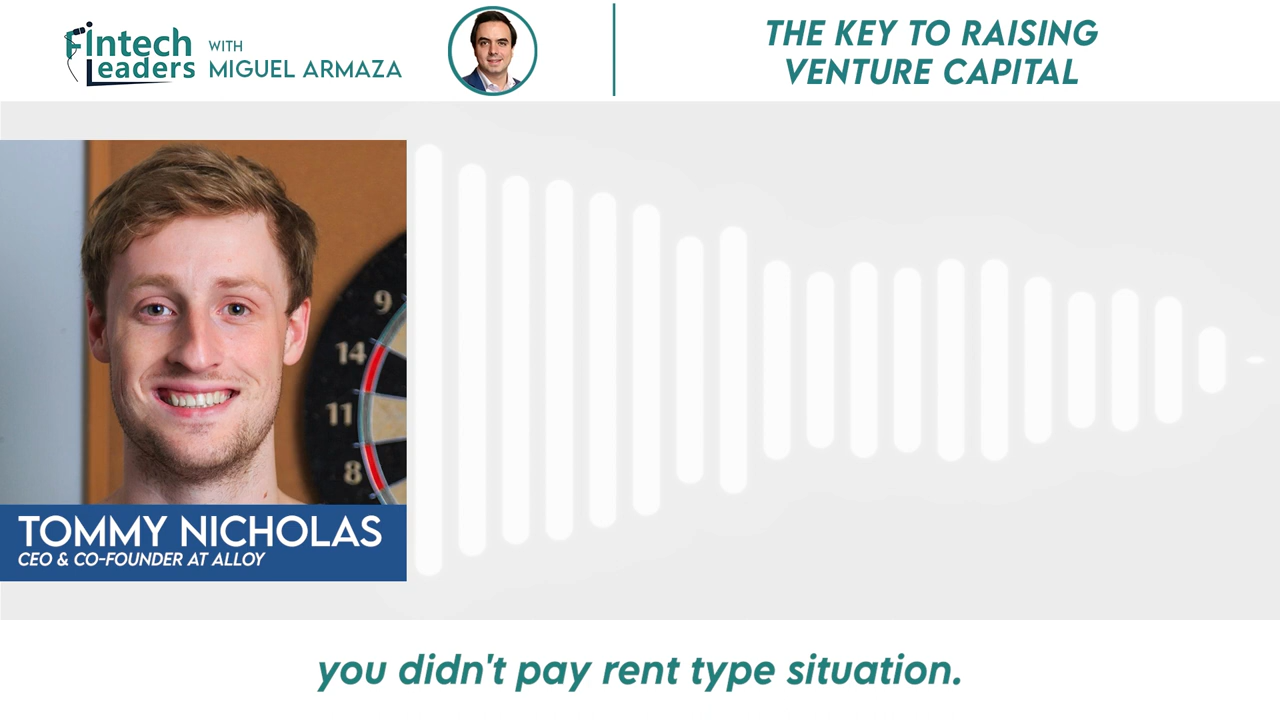 Fintech
Leaders
WITH
MIGUEL ARMAZA
THE KEY TO RAISING
VENTURE CAPITAL
9
14
11
8
TOMMY NICHOLAS
CEO & CO-FOUNDER AT ALLOY
you didn't pay rent type situation.